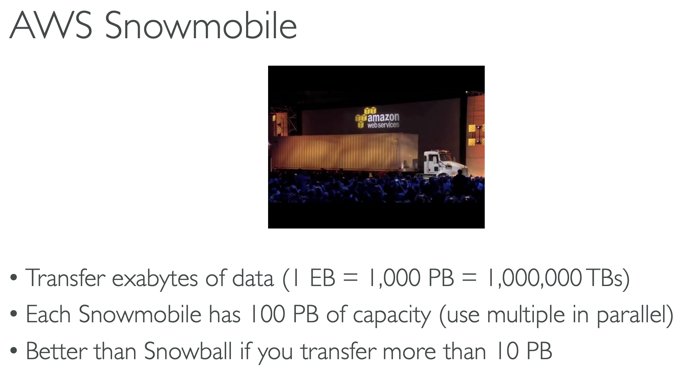 AWS Snowmobile
amazon
web services
• Transfer exabytes of data (1 EB = 1,000 PB = 1,000,000 TBs)
• Each Snowmobile has 100 PB of capacity (use multiple in parallel)
• Better than Snowball if you transfer more than 10 PB